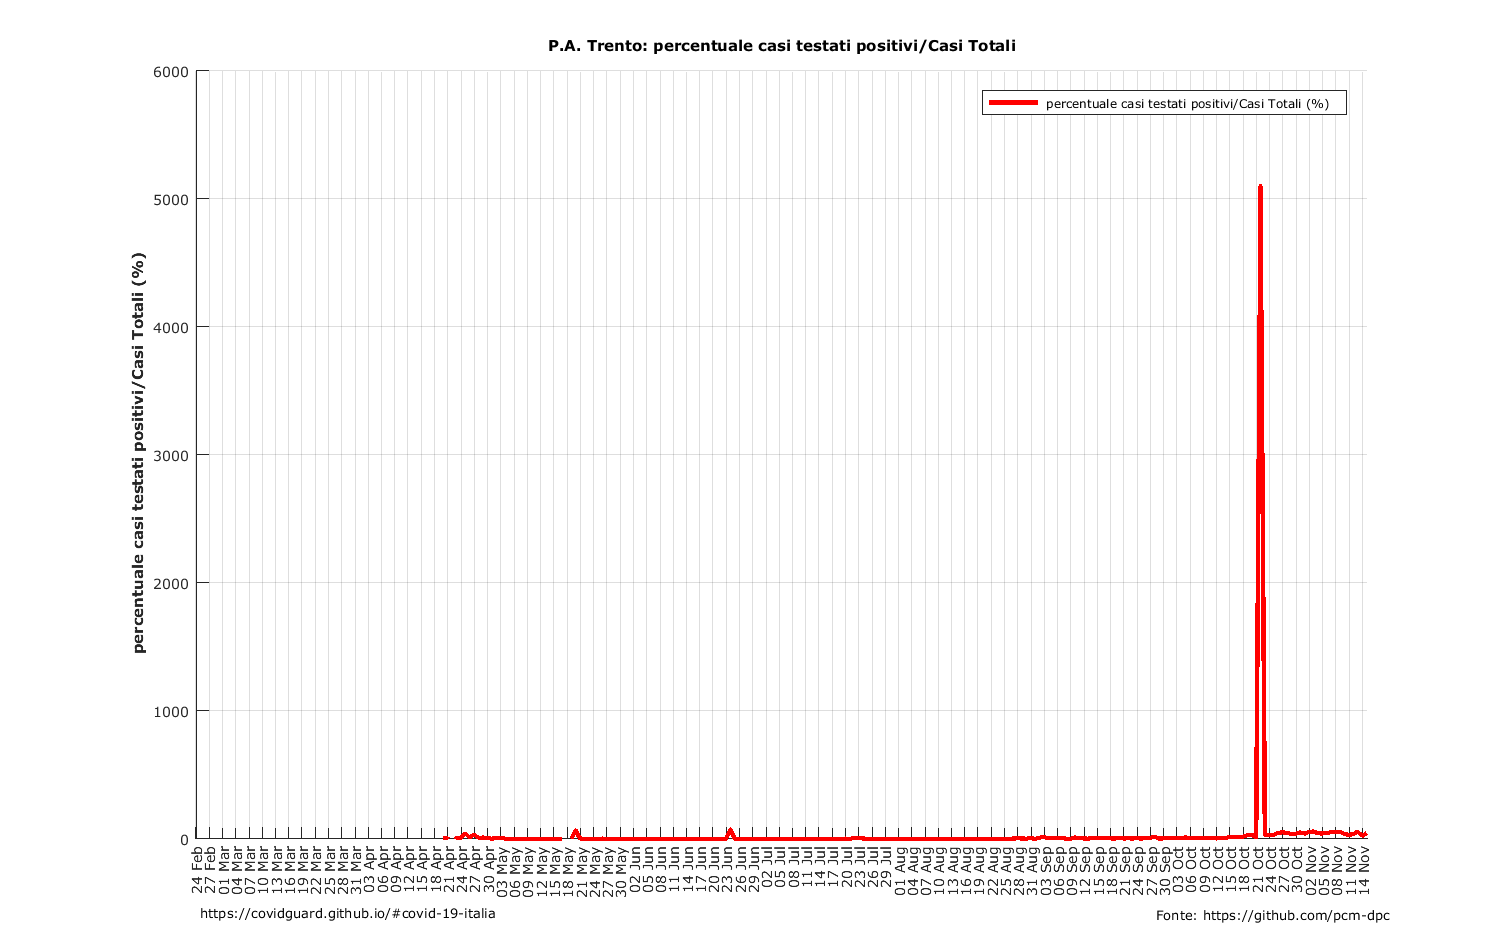 P.A. Trento: percentuale casi testati positivi/Casi Totali
percentuale casi testati positivi/Casi Totali (%)
percentuale casi testati positivi/Casi Totali (%)
6000
5000
4000
3000
2000
1000
0
24 Feb
27 Feb
01 Mar
04 Mar
07 Mar
10 Mar
13 Mar
16 Mar
19 Mar
22 Mar
25 Mar
28 Mar
31 Mar
03 Apr
06 Apr
09 Apr
12 Apr
15 Apr
18 Apr
21 Apr
24 Apr
27 Apr
30 Apr
03 May
06 May
09 May
12 May
15 May
18 May
21 May
24 May
27 May
30 May
02 Jun
05 Jun
08 Jun
11 Jun
14 Jun
17 Jun
20 Jun
23 Jun
26 Jun
29 Jun
02 Jul
05 Jul
08 Jul
11 Jul
14 Jul
17 Jul
20 Jul
23 Jul
26 Jul
29 Jul
01 Aug
04 Aug
07 Aug
10 Aug
13 Aug
16 Aug
19 Aug
22 Aug
25 Aug
28 Aug
31 Aug
03 Sep
06 Sep
09 Sep
12 Sep
15 Sep
18 Sep
21 Sep
24 Sep
27 Sep
30 Sep
03 Oct
06 Oct
09 Oct
12 Oct
15 Oct
18 Oct
21 Oct
24 Oct
27 Oct
30 Oct
02 Nov
05 Nov
08 Nov
11 Nov
14 Nov
https://covidguard.github.io/#covid-19-italia
Fonte: https://github.com/pcm-dpc